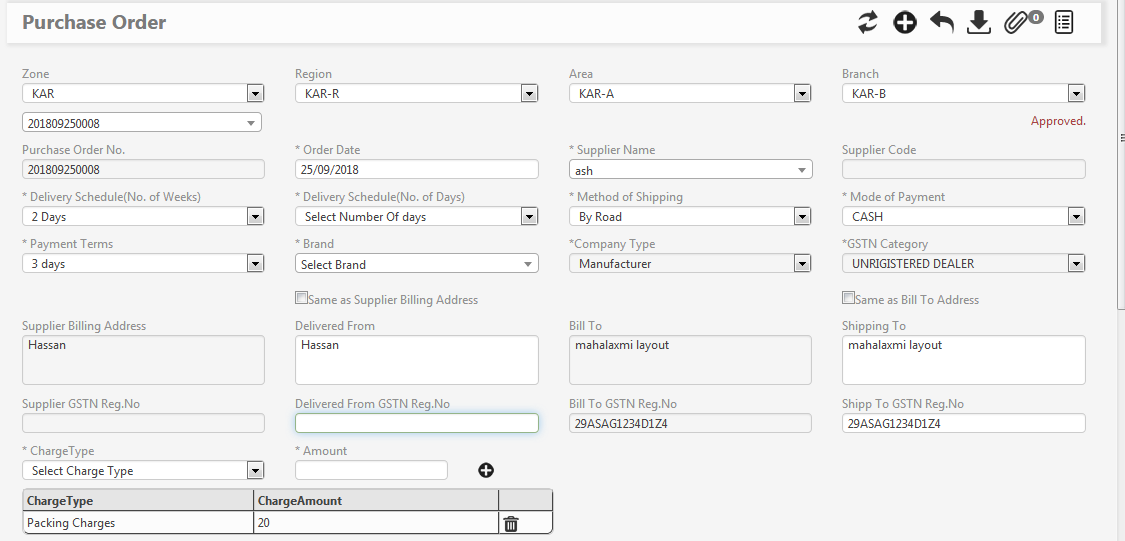 Purchase Order
0
Zone Region Area Branch
KAR KAR-R KAR-A KAR-B
201809250008 Approved.
Purchase Order No. * Order Date * Supplier Name Supplier Code
201809250008 25/09/2018 ash
* Delivery Schedule(No. of Weeks) * Delivery Schedule(No. of Days) * Method of Shipping * Mode of Payment
2 Days Select Number Of days By Road CASH
* Payment Terms * Brand *Company Type *GSTN Category
3 days Select Brand Manufacturer UNRIGISTERED DEALER
Same as Supplier Billing Address Same as Bill To Address
Supplier Billing Address Delivered From Bill To Shipping To
Hassan Hassan mahalaxmi layout mahalaxmi layout
Supplier GSTN Reg.No Delivered From GSTN Reg.No Bill To GSTN Reg.No Shipp To GSTN Reg.No
29ASAG1234D1Z4 29ASAG1234D1Z4
* ChargeType * Amount
Select Charge Type
ChargeType ChargeAmount
Packing Charges 20